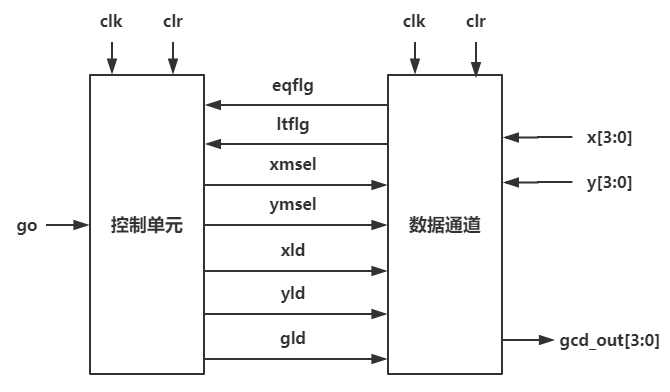 clk clr clk clr
eqflg
ltflg
x[3:0]
xmsel
y[3:0]
ymsel
go 控制单元 数据通道
xld
yld
gld
gcd_out[3:0]